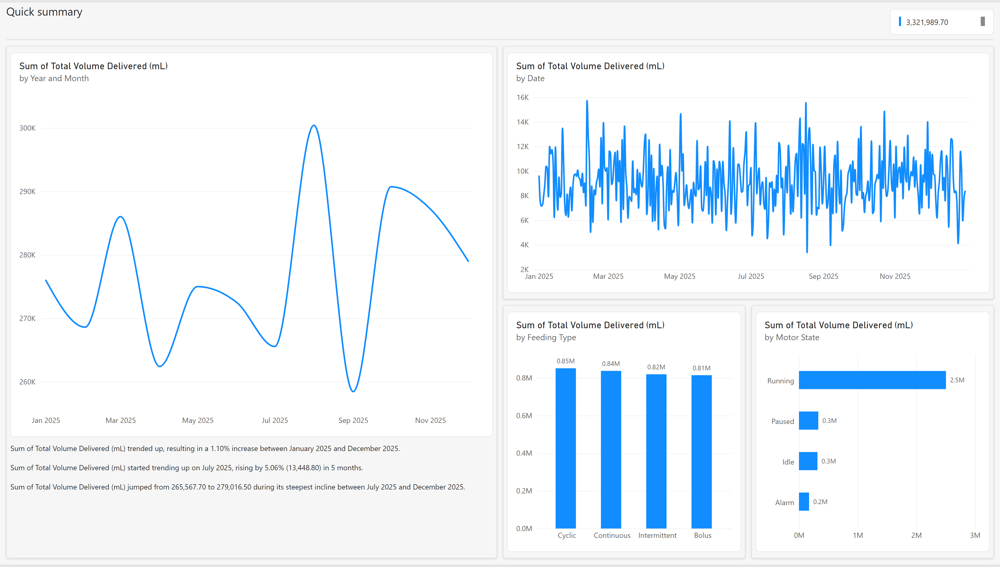 Quick summary
3,321,989.70
Sum of Total Volume Delivered (mL)
by Year and Month
300K
290K
280K
270K
260K
Jan 2025 Mar 2025 May 2025 Jul 2025 Sep 2025 Nov 2025
Sum of Total Volume Delivered (mL) trended up, resulting in a 1.10% increase between January 2025 and December 2025.
Sum of Total Volume Delivered (mL) started trending up on July 2025, rising by 5.06% (13,448.80) in 5 months.
Sum of Total Volume Delivered (mL) jumped from 265,567.70 to 279,016.50 during its steepest incline between July 2025 and December 2025.
Sum of Total Volume Delivered (mL)
by Date
16K
14K
12K
10K
8K
6K
4K
2K
Jan 2025 Mar 2025 May 2025 Jul 2025 Sep 2025 Nov 2025
Sum of Total Volume Delivered (mL)
by Feeding Type
0.85M 0.84M 0.82M 0.81M
0.8M
0.6M
0.4M
0.2M
0.0M
Cyclic Continuous Intermittent Bolus
Sum of Total Volume Delivered (mL)
by Motor State
Running 2.5M
Paused 0.3M
Idle 0.3M
Alarm 0.2M
0M 1M 2M 3M